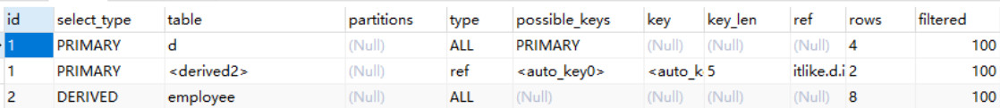 id select_type table partitions type possible_keys key key_len ref rows filtered
1 PRIMARY d (Null) ALL PRIMARY (Null) (Null) (Null) 4 100
1 PRIMARY <derived2> (Null) ref <auto_key0> <auto_k 5 itlike.d.i 2 100
2 DERIVED employee (Null) ALL (Null) (Null) (Null) (Null) 8 100